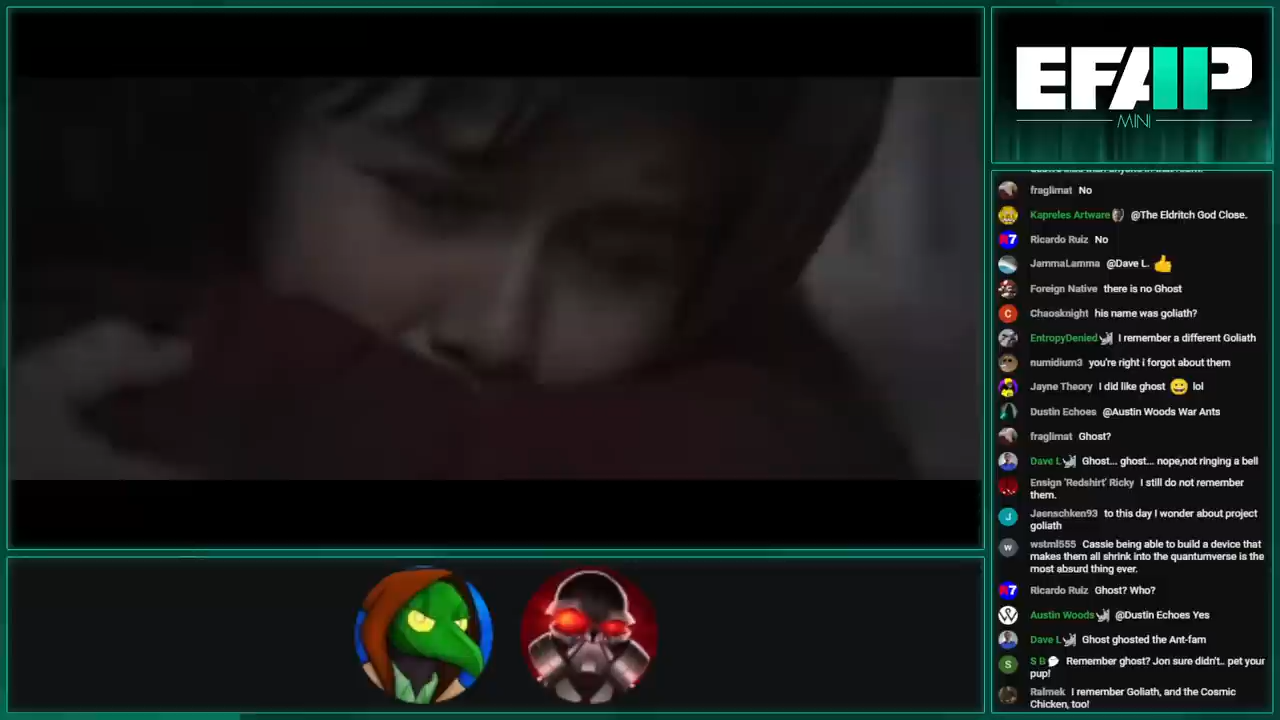 EFAP
MINI
fraglimat No
Kapreles Artware @The Eldritch God Close.
Ricardo Ruiz No
JammaLamma @Dave L.
Foreign Native there is no Ghost
Chaosknight his name was goliath?
EntropyDenied I remember a different Goliath
numidium3 you're right i forgot about them
Jayne Theory I did like ghost lol
Dustin Echoes @Austin Woods War Ants
fraglimat Ghost?
Dave L Ghost... ghost... nope,not ringing a bell
Ensign 'Redshirt' Ricky I still do not remember
them.
Jaenschken93 to this day I wonder about project
goliath
wstml555 Cassie being able to build a device that
makes them all shrink into the quantumverse is the
most absurd thing ever.
Ricardo Ruiz Ghost? Who?
Austin Woods @Dustin Echoes Yes
Dave L Ghost ghosted the Ant-fam
S B Remember ghost? Jon sure didn't.. pet your
pup!
Ralmek I remember Goliath, and the Cosmic
Chicken, too!